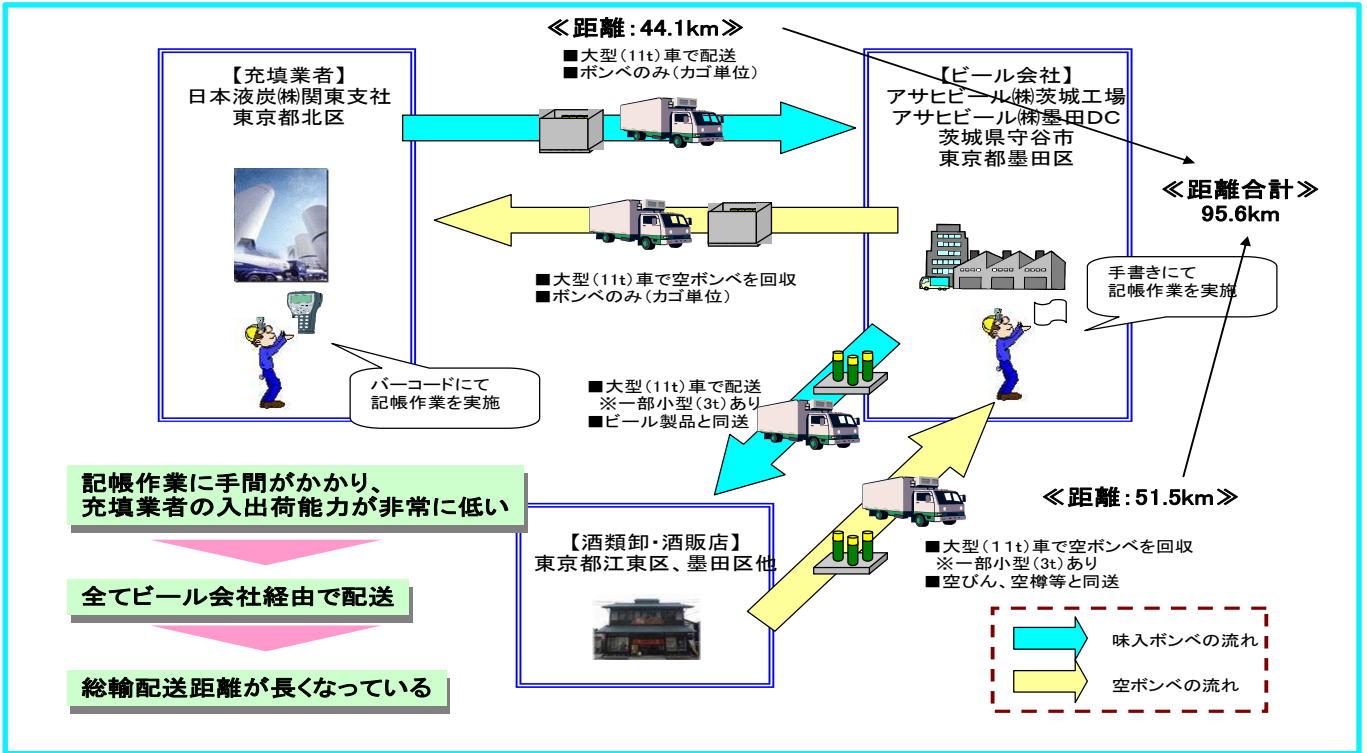 ≪距離：44.1km≫
■大型（11t）車で配送
■ボンベのみ（カゴ単位）
【充填業者】
日本液炭㈱関東支社
東京都北区
【ビール会社】
アサヒビール㈱茨城工場
アサヒビール㈱墨田DC
茨城県守谷市
東京都墨田区
≪距離合計≫
95.6km
■大型（11t）車で空ボンベを回収
■ボンベのみ（カゴ単位）
手書きにて
記帳作業を実施
バーコードにて
記帳作業を実施
■大型（11t）車で配送
※一部小型（3t）あり
■ビール製品と同送
記帳作業に手間がかかり、
充填業者の入出荷能力が非常に低い
全てビール会社経由で配送
総輸配送距離が長くなっている
【酒類卸・酒販店】
東京都江東区、墨田区他
≪距離：51.5km≫
■大型（11t）車で空ボンベを回収
※一部小型（3t）あり
■空びん、空樽等と同送
味入ボンベの流れ
空ボンベの流れ